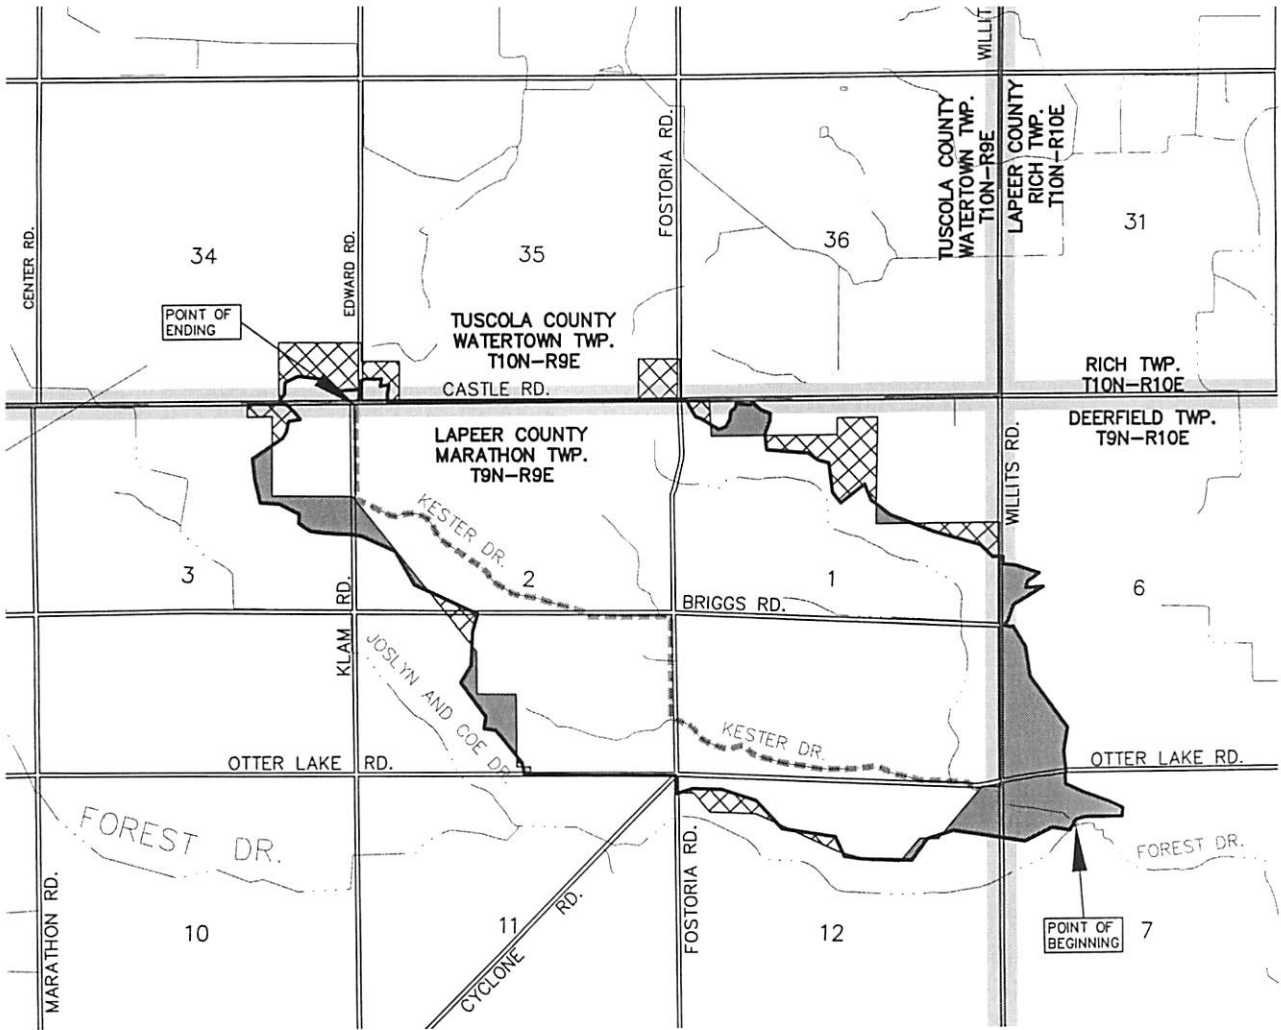 WILLIT
TUSCOLA COUNTY
WATERTOWN TWP.
T10N-R9E
LAPEER COUNTY
RICH TWP.
T10N-R10E
FOSTORIA RD.
CENTER RD.
EDWARD RD.
34
35
36
31
POINT OF
ENDING
TUSCOLA COUNTY
WATERTOWN TWP.
T10N-R9E
CASTLE RD.
RICH TWP.
T10N-R10E
DEERFIELD TWP.
T9N-R10E
LAPEER COUNTY
MARATHON TWP.
T9N-R9E
WILLITS RD.
KESTER DR.
3
2
1
6
BRIGGS RD.
KLAM RD.
JOSLYN AND COE DR.
KESTER DR.
OTTER LAKE RD.
OTTER LAKE RD.
FOREST DR.
FOREST DR.
MARATHON RD.
FOSTORIA RD.
CYCLONE RD.
10
11
12
7
POINT OF
BEGINNING